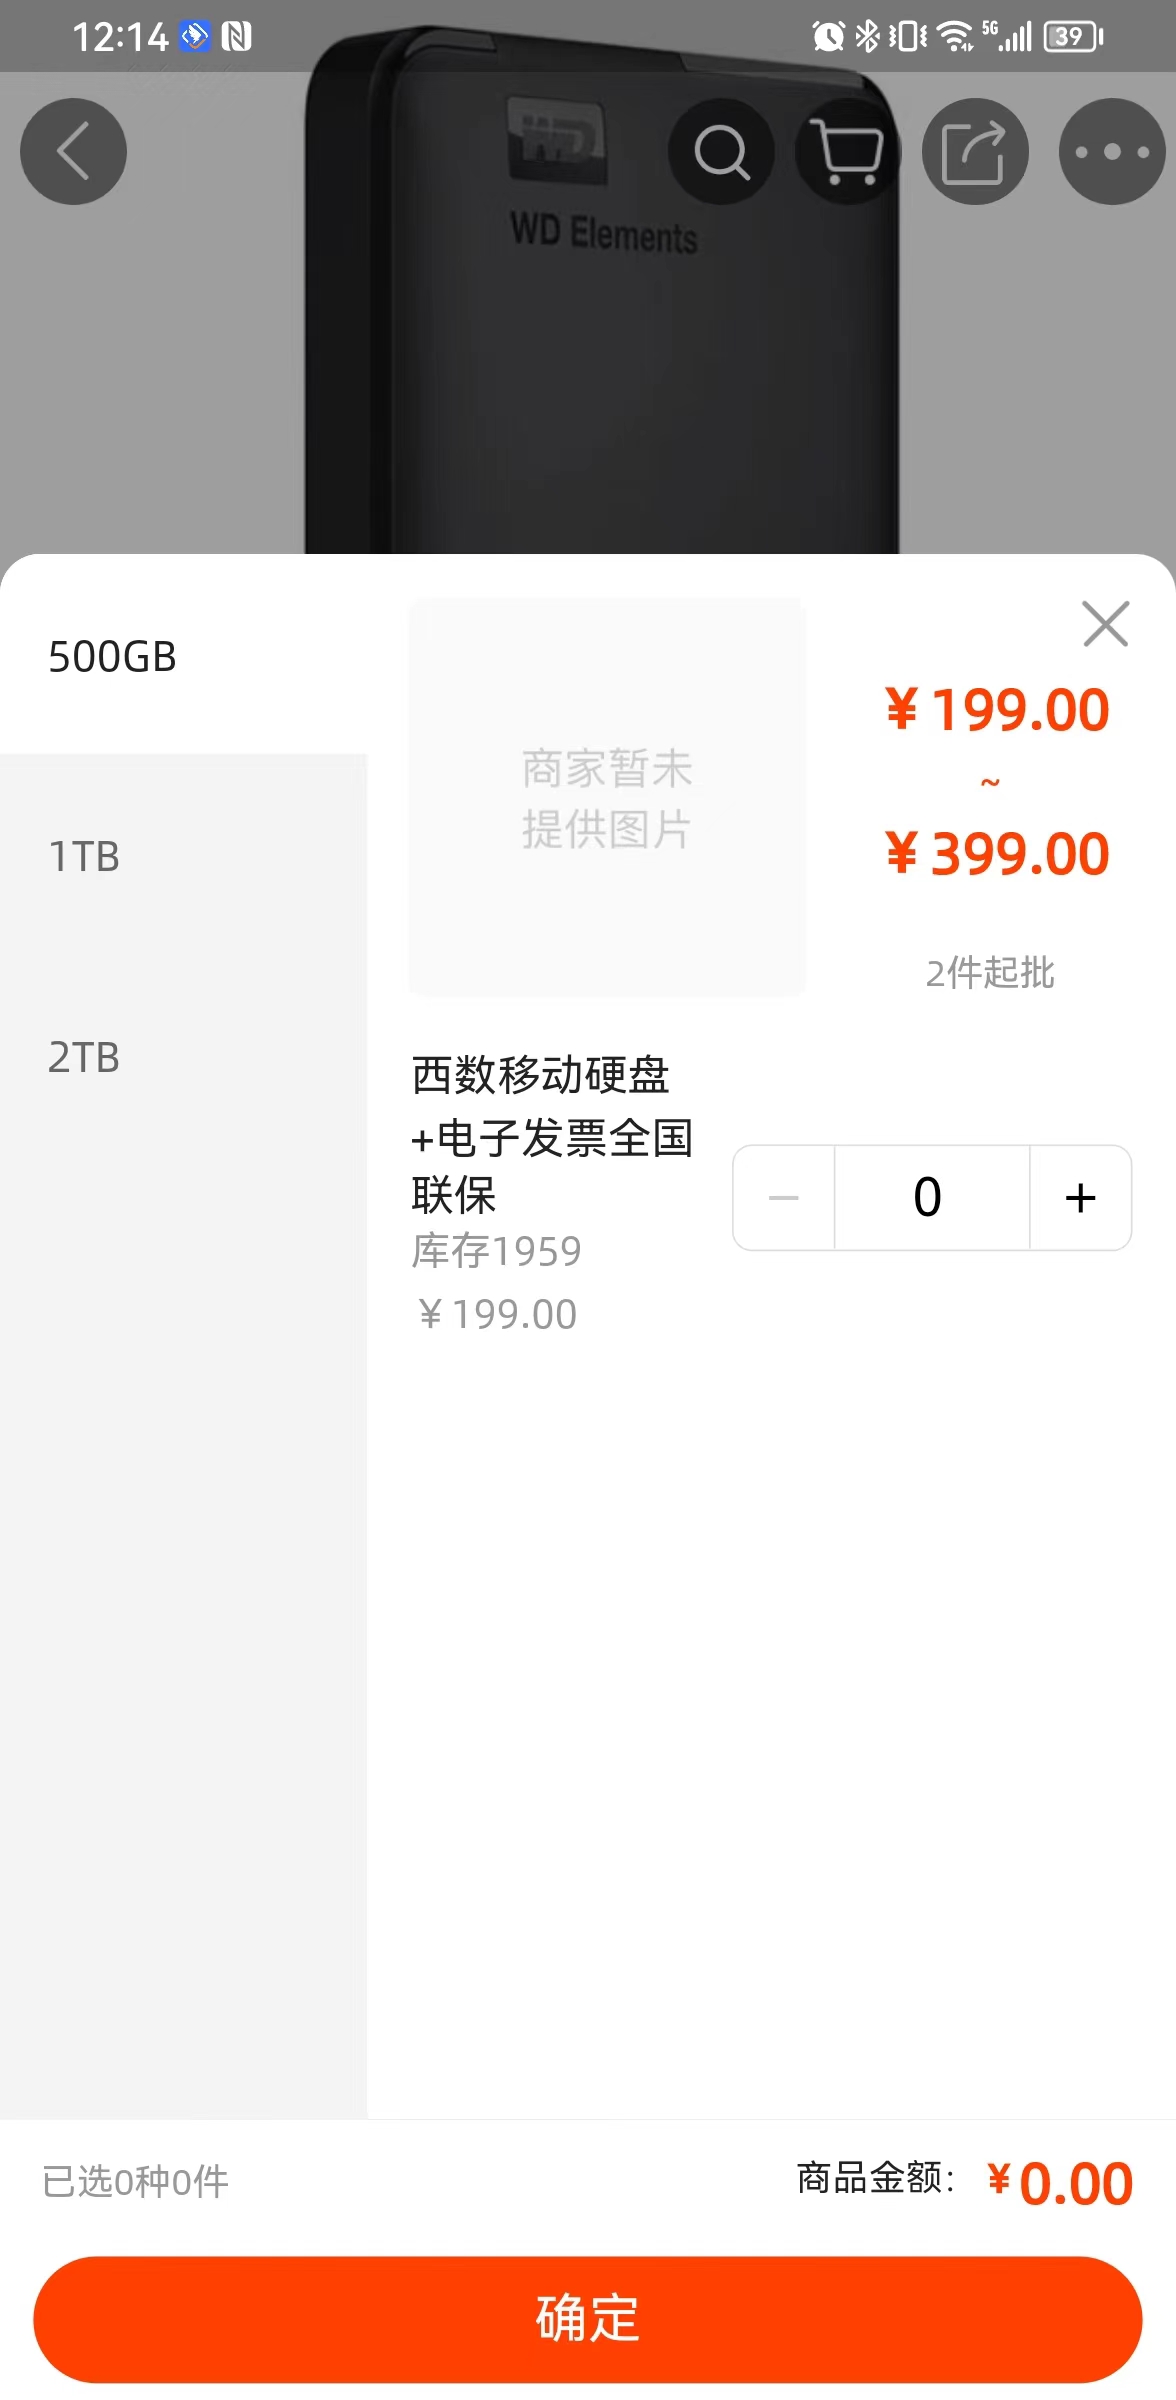 12:14
5G
39
WD
WD Elements
500GB
1TB
2TB
商家暂未
提供图片
¥199.00
~
¥399.00
2件起批
西数移动硬盘
+电子发票全国
联保
库存1959
¥199.00
0
已选0种0件
商品金额：
¥0.00
确定